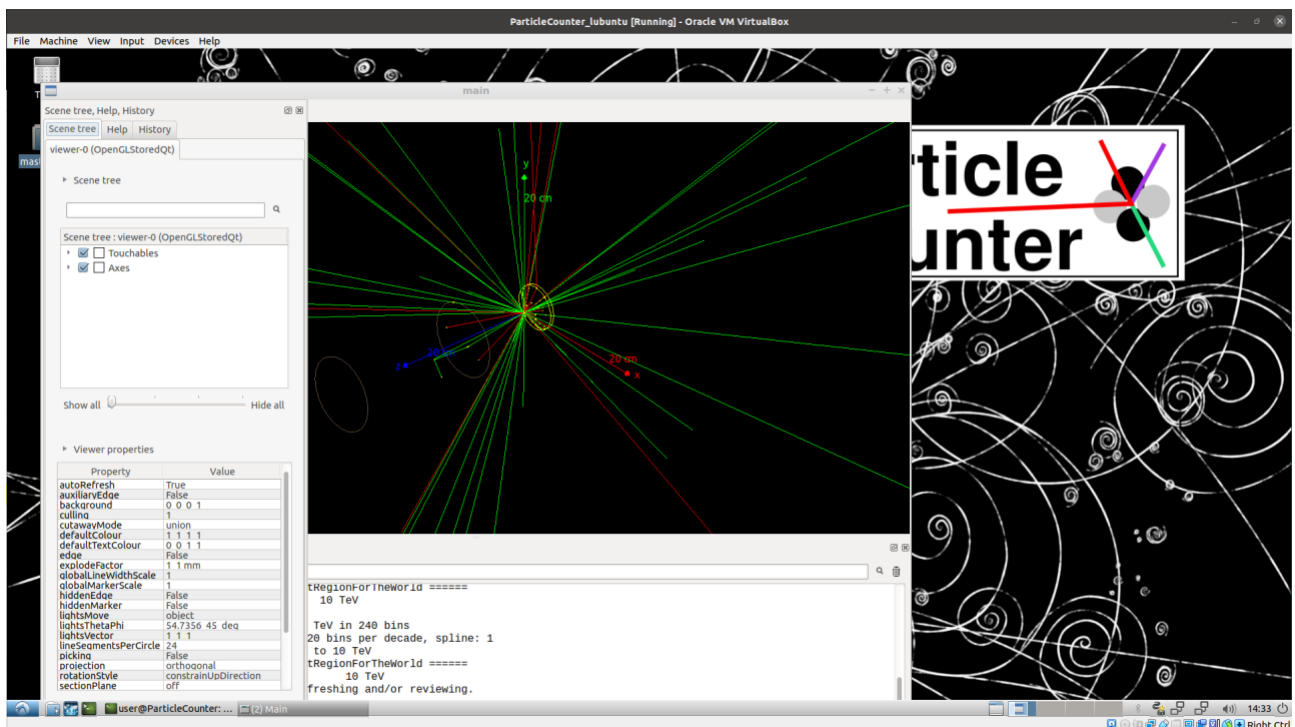 ParticleCounter_lubuntu [Running] - Oracle VM VirtualBox
File Machine View Input Devices Help
main
Scene tree, Help, History
Scene tree Help History
viewer-0 (OpenGLStoredQt)
Scene tree
Scene tree : viewer-0 (OpenGLStoredQt)
Touchables
Axes
Show all Hide all
Viewer properties
Property Value
autoRefresh True
auxiliaryEdge False
background 0 0 0 1
culling 1
cutawayMode union
defaultColour 1 1 1 1
defaultTextColour 0 0 1 1
edge False
explodeFactor 1 1 mm
globalLineWidthScale 1
globalMarkerScale 1
hiddenEdge False
hiddenMarker False
lightsMove object
lightsThetaPhi 54.7356 45 deg
lightsVector 1 1 1
lineSegmentsPerCircle 24
picking False
projection orthogonal
rotationStyle constrainUpDirection
sectionPlane off
y
20 cm
20 cm
z
20 cm
x
tRegionForTheWorld ======
10 TeV
TeV in 240 bins
20 bins per decade, spline: 1
to 10 TeV
tRegionForTheWorld ======
10 TeV
freshing and/or reviewing.
ticle
unter
mast
user@ParticleCounter: ... (2) Main
14:33
Right Ctrl